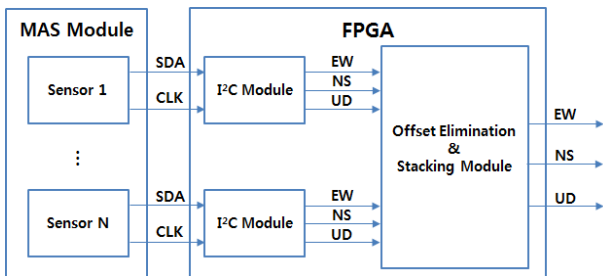 MAS Module
FPGA
Sensor 1
SDA
CLK
I²C Module
EW
NS
UD
Offset Elimination
&
Stacking Module
EW
NS
UD
⋮
Sensor N
SDA
CLK
I²C Module
EW
NS
UD